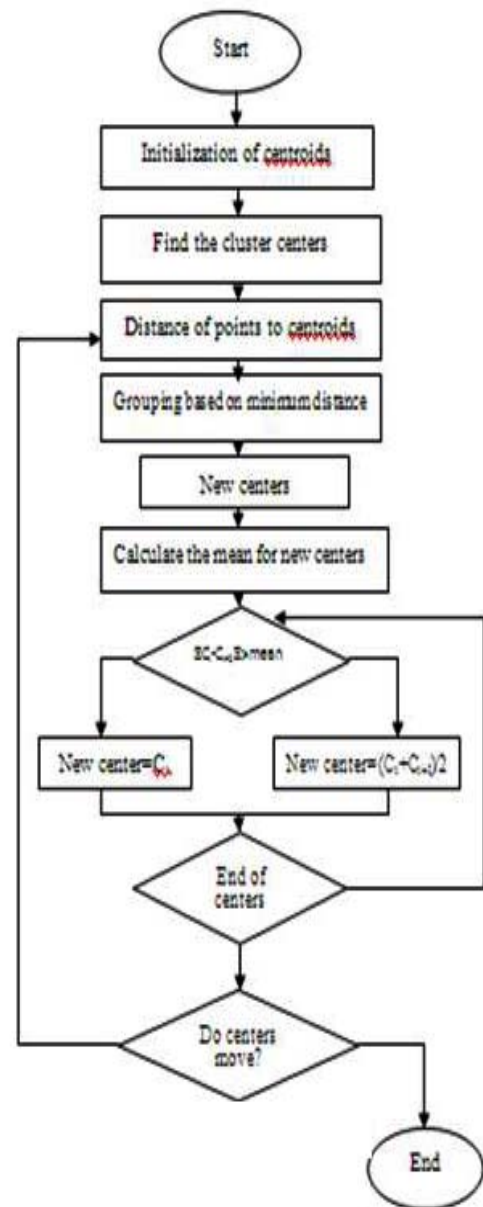 Start
Initialization of centroids
Find the cluster centers
Distance of points to centroids
Grouping based on minimum distance
New centers
Calculate the mean for new centers
>mean
New center=C
New center=(C+C)/2
End of
centers
Do centers
move?
End